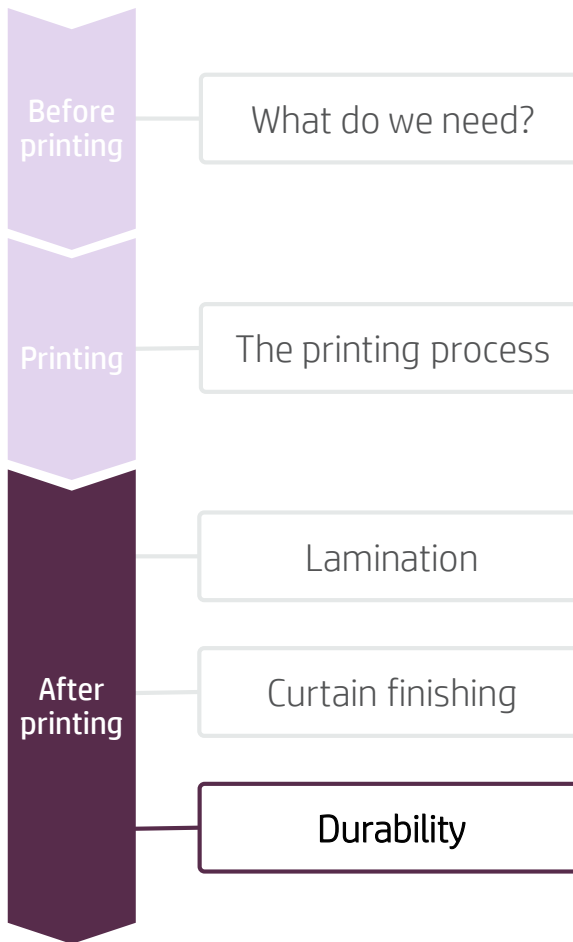 Before
printing
What do we need?
Printing
The printing process
Lamination
After
printing
Curtain finishing
Durability